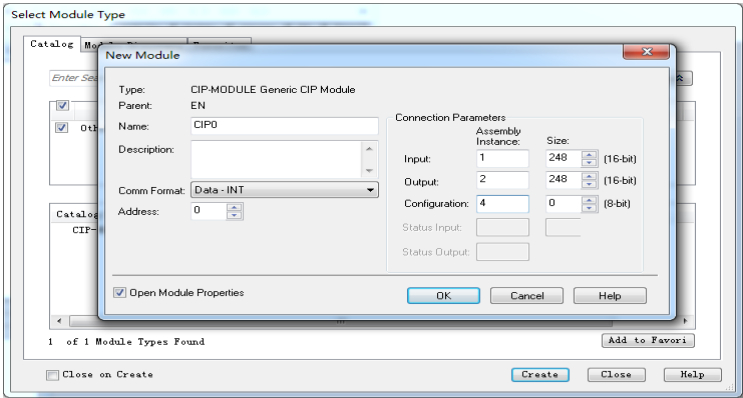 Select Module Type
Catalog
New Module
Enter
Type: CIP-MODULE Generic CIP Module
Parent: EN
Name: CIP0
Description:
Comm Format: Data - INT
Address: 0
Connection Parameters
Assembly
Instance: Size:
Input: 1 248 (16-bit)
Output: 2 248 (16-bit)
Configuration: 4 0 (8-bit)
Status Input:
Status Output:
Open Module Properties
OK Cancel Help
Catalog
CIP-
1 of 1 Module Types Found
Add to Favori
Close on Create
Create Close Help